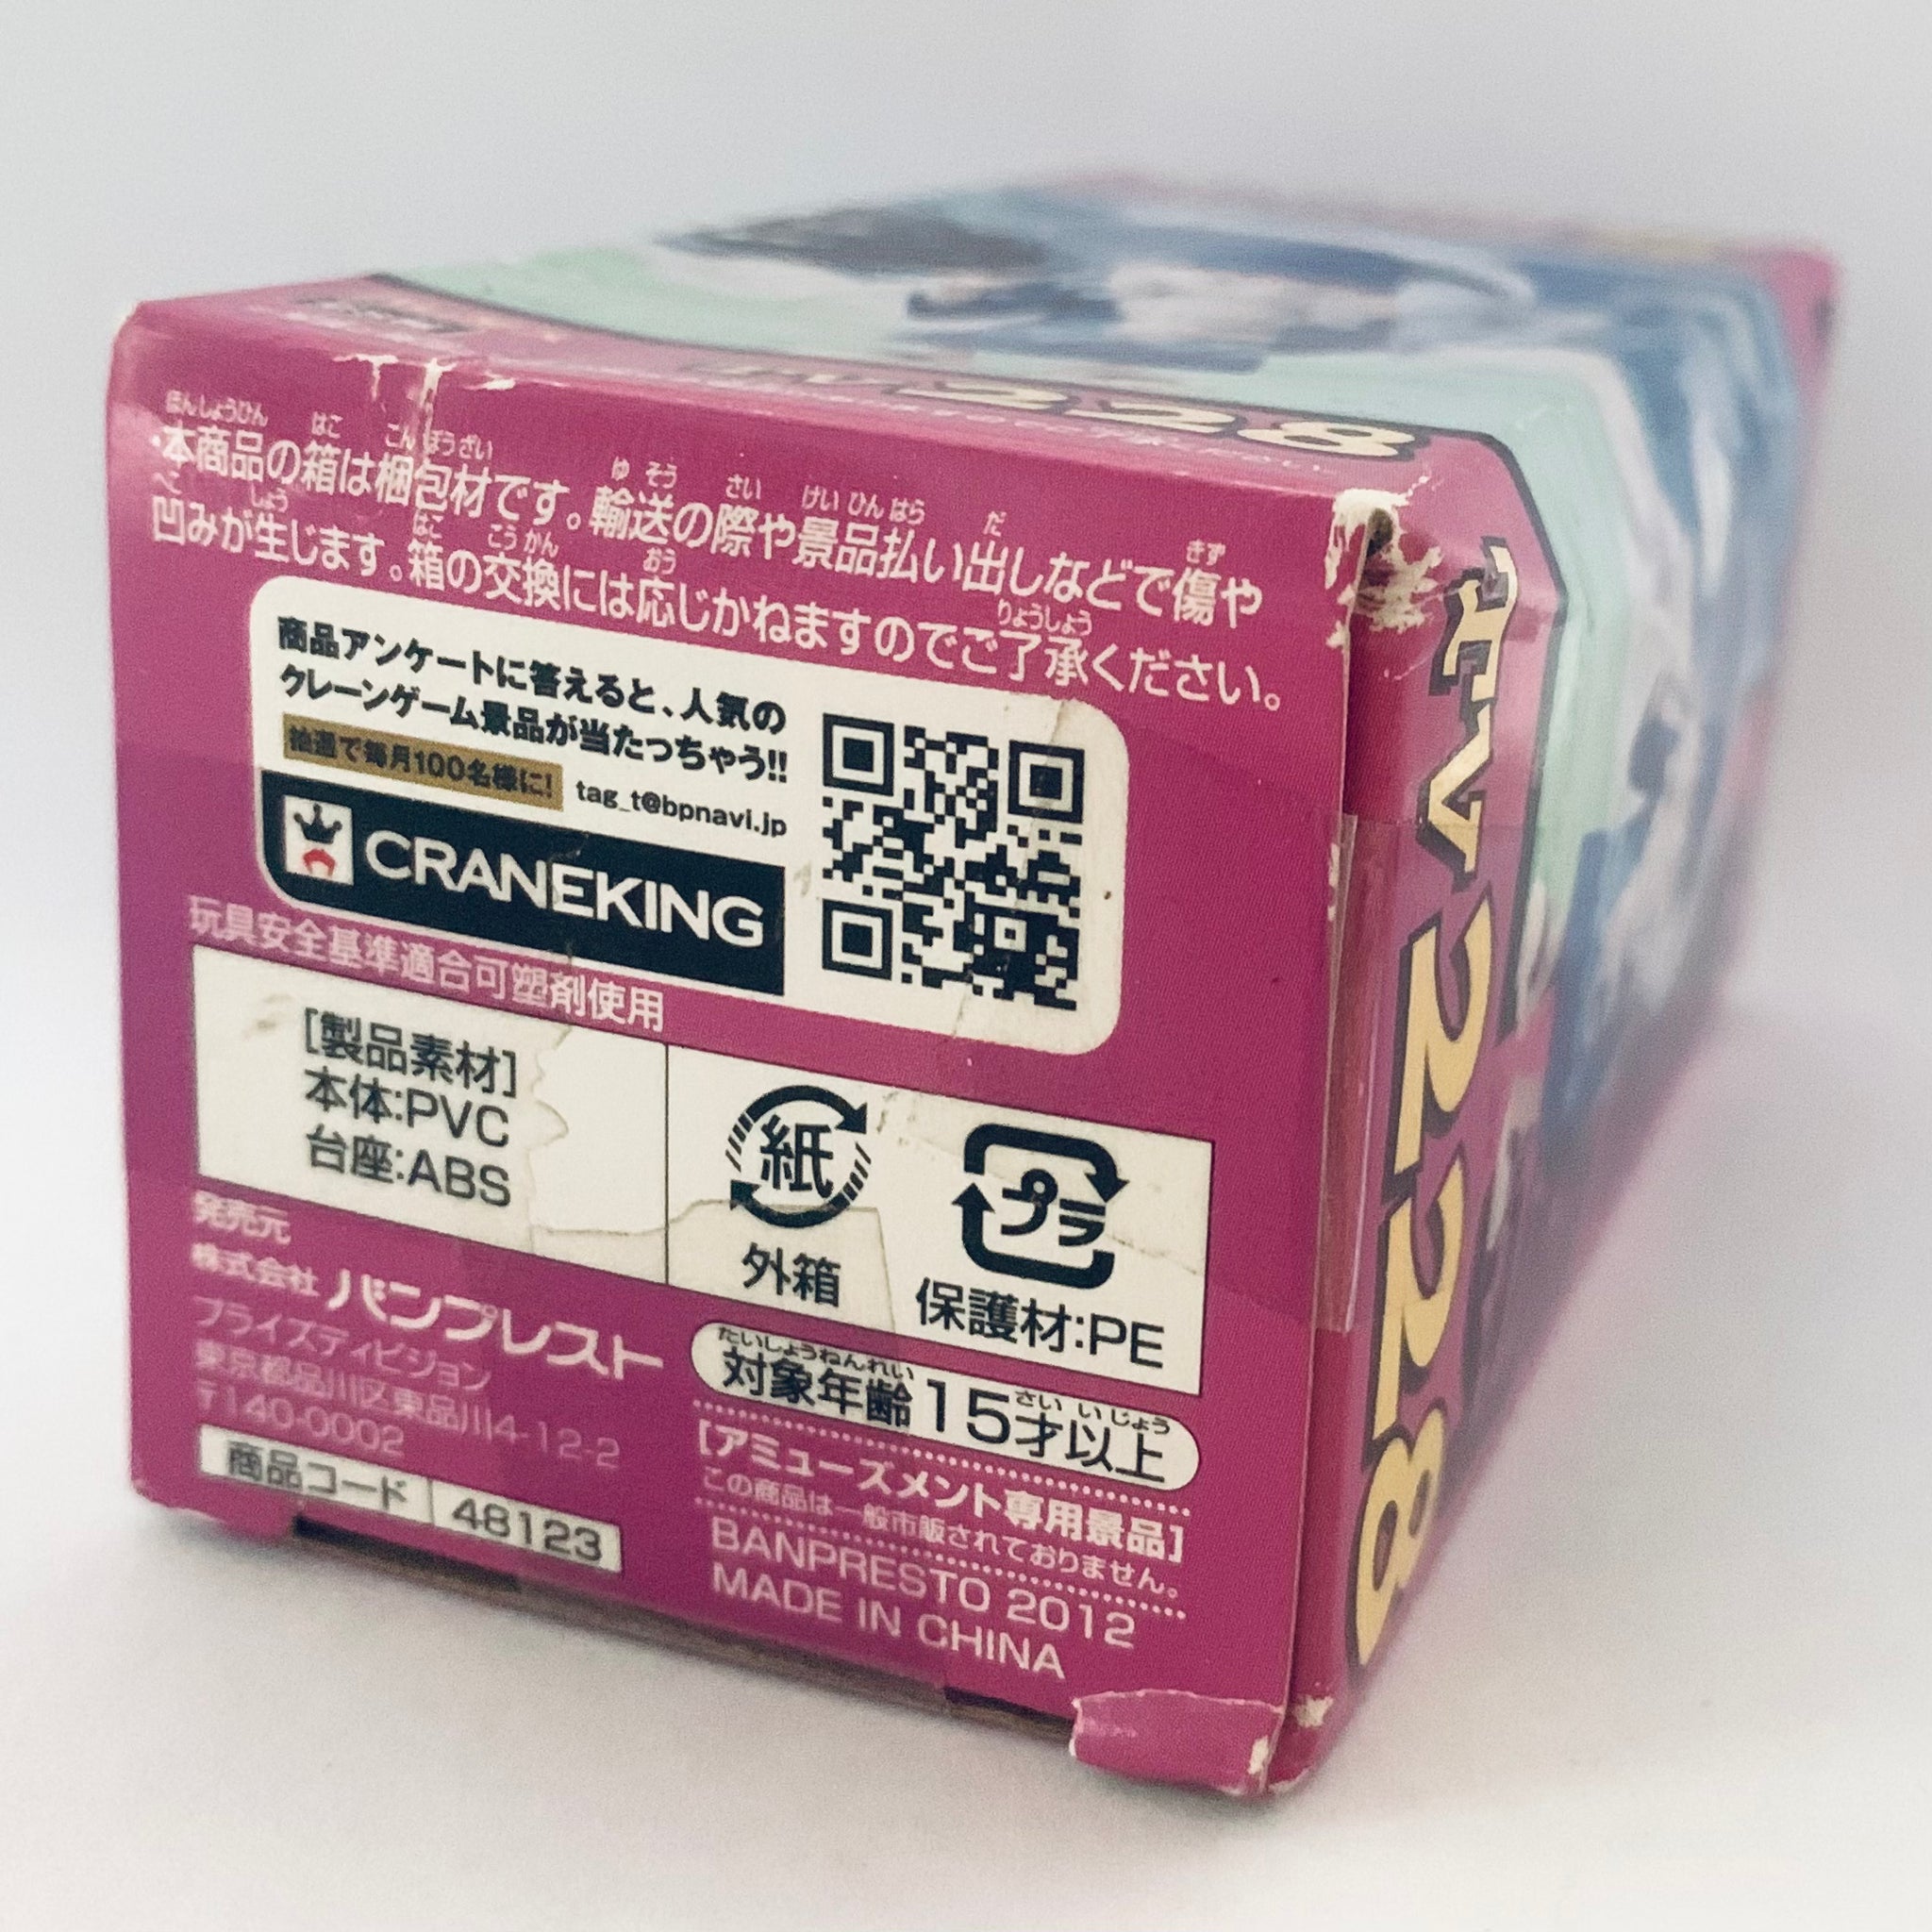 ・本商品の箱は梱包材です。輸送の際や景品払い出しなどで傷や
凹みが生じます。箱の交換には応じかねますのでご了承ください。
商品アンケートに答えると、人気の
クレーンゲーム景品が当たっちゃう!!
抽選で毎月100名様に!
tag_t@bpnavi.jp
CRANEKING
玩具安全基準適合可塑剤使用
[製品素材]
本体:PVC
台座:ABS
紙
外箱
プラ
保護材:PE
発売元
株式会社 バンプレスト
プライズディビジョン
東京都品川区東品川4-12-2
〒140-0002
商品コード 48123
対象年齢15才以上
[アミューズメント専用景品]
この商品は一般市販されておりません。
BANPRESTO 2012
MADE IN CHINA
TV228